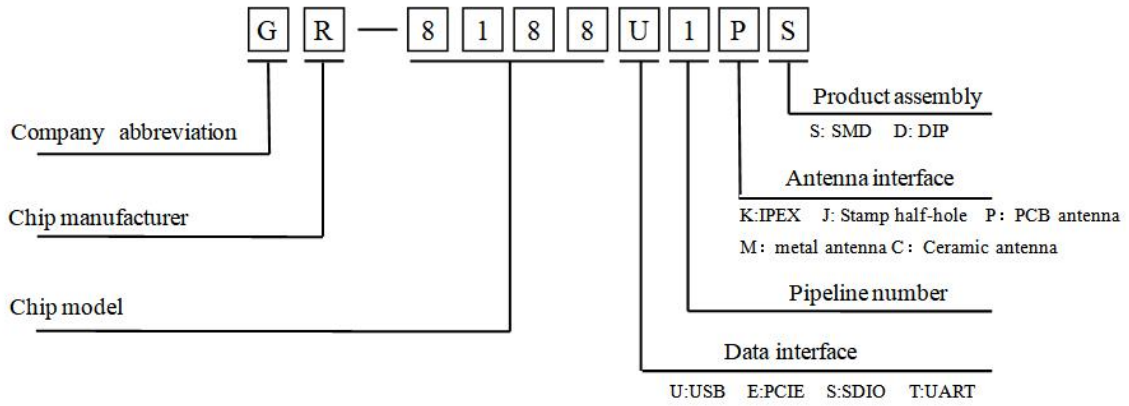 G R — 8 1 8 8 U 1 P S
Product assembly
S: SMD D: DIP
Company abbreviation
Antenna interface
K:IPEX J: Stamp half-hole P：PCB antenna
M：metal antenna C：Ceramic antenna
Chip manufacturer
Pipeline number
Chip model
Data interface
U:USB E:PCIE S:SDIO T:UART